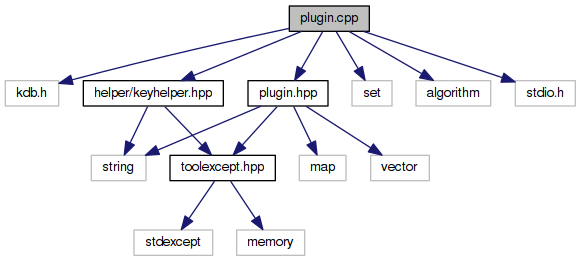 plugin.cpp
kdb.h
helper/keyhelper.hpp
plugin.hpp
set
algorithm
stdio.h
string
toolexcept.hpp
map
vector
stdexcept
memory